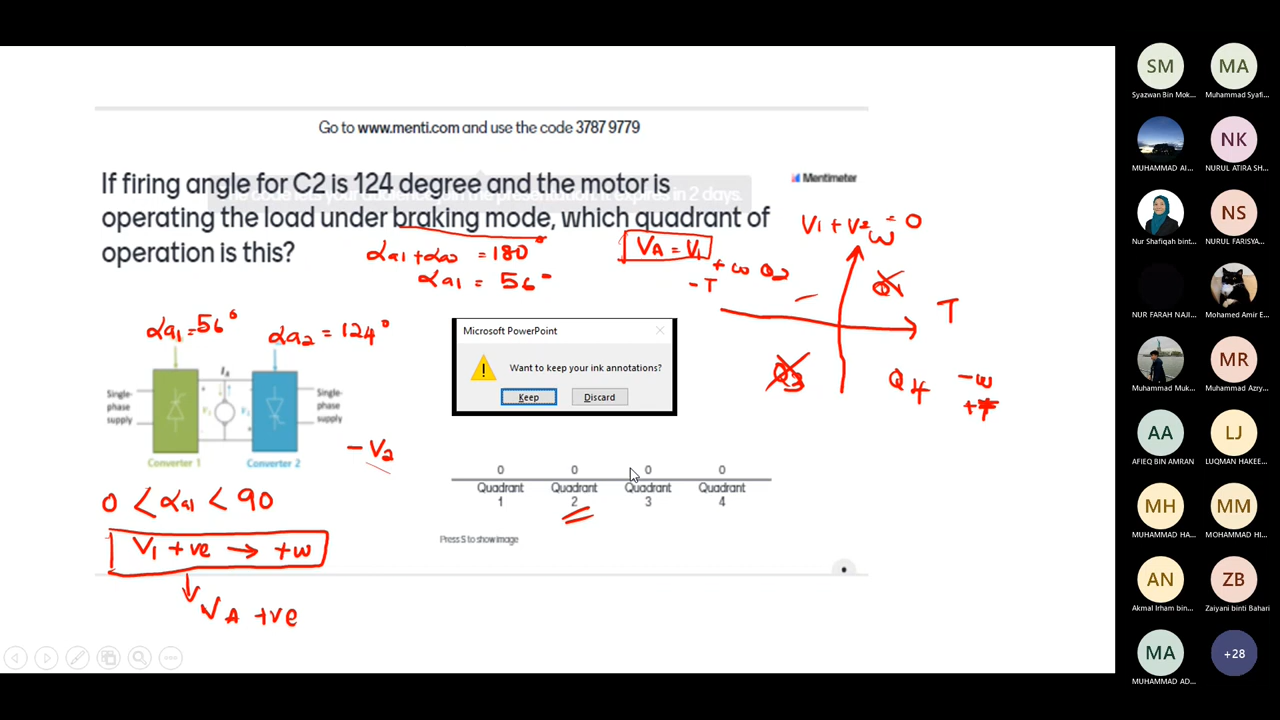 Go to www.menti.com and use the code 3787 9779
If firing angle for C2 is 124 degree and the motor is
operating the load under braking mode, which quadrant of
operation is this?
Mentimeter
αa1 + αa2 = 180°
αa1 = 56°
VA = V1
V1 + V2 = 0
+ω Q2
-T
ω
Q1
T
Q3
Q4
-ω
+T
αa1 = 56°
αa2 = 124°
Single-
phase
supply
IA
V1
V2
Single-
phase
supply
Converter 1
Converter 2
- V2
0 < αa1 < 90
V1 +ve → +ω
VA +ve
Microsoft PowerPoint
Want to keep your ink annotations?
Keep
Discard
0 0 0 0
Quadrant 1
Quadrant 2
Quadrant 3
Quadrant 4
Press S to show image
SM
Syazwan Bin Mok...
MA
Muhammad Syafi...
MUHAMMAD AI...
NK
NURUL ATIRA SH...
Nur Shafiqah bint...
NS
NURUL FARISYA...
NUR FARAH NAJI...
Mohamed Amir E...
Muhammad Muk...
MR
Muhammad Azry...
AA
AFIEQ BIN AMRAN
LJ
LUQMAN HAKEE...
MH
MUHAMMAD HA...
MM
MOHAMMAD HI...
AN
Akmal Irham bin...
ZB
Zaiyani binti Bahari
MA
MUHAMMAD AD...
+28